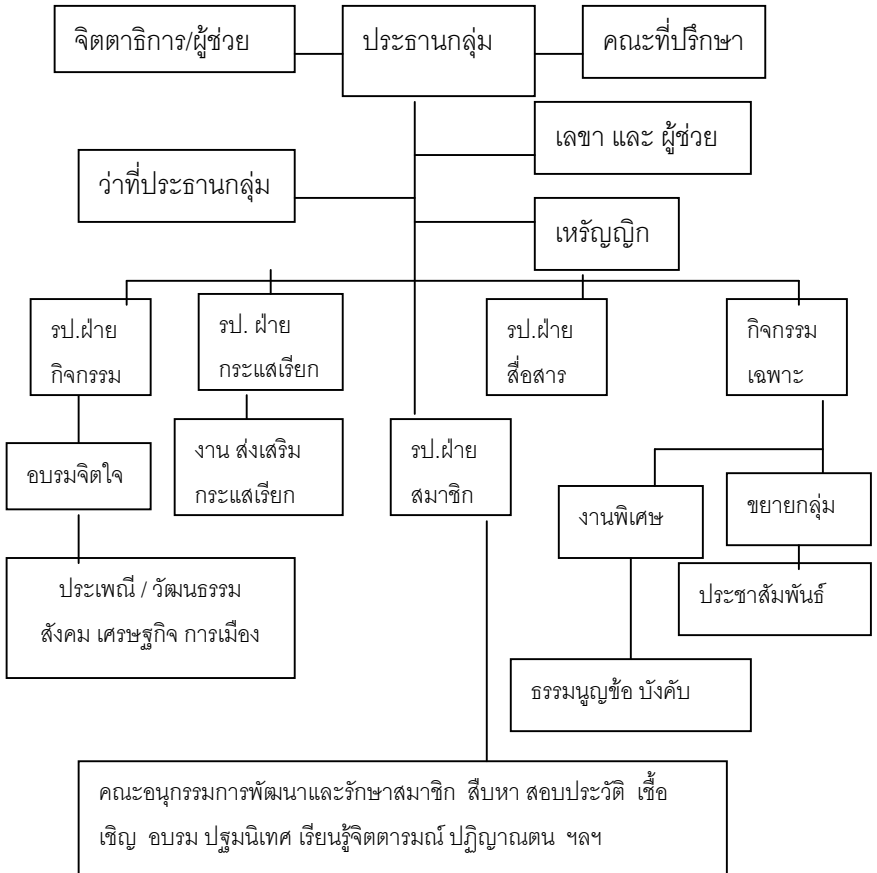 จิตตาธิการ/ผู้ช่วย
ประธานกลุ่ม
คณะที่ปรึกษา
เลขา และ ผู้ช่วย
ว่าที่ประธานกลุ่ม
เหรัญญิก
รป.ฝ่าย
กิจกรรม
รป. ฝ่าย
กระแสเรียก
รป.ฝ่าย
สื่อสาร
กิจกรรม
เฉพาะ
อบรมจิตใจ
งาน ส่งเสริม
กระแสเรียก
รป.ฝ่าย
สมาชิก
งานพิเศษ
ขยายกลุ่ม
ประเพณี / วัฒนธรรม
สังคม เศรษฐกิจ การเมือง
ประชาสัมพันธ์
ธรรมนูญข้อ บังคับ
คณะอนุกรรมการพัฒนาและรักษาสมาชิก สืบหา สอบประวัติ เชื้อ
เชิญ อบรม ปฐมนิเทศ เรียนรู้จิตตารมณ์ ปฏิญาณตน ฯลฯ